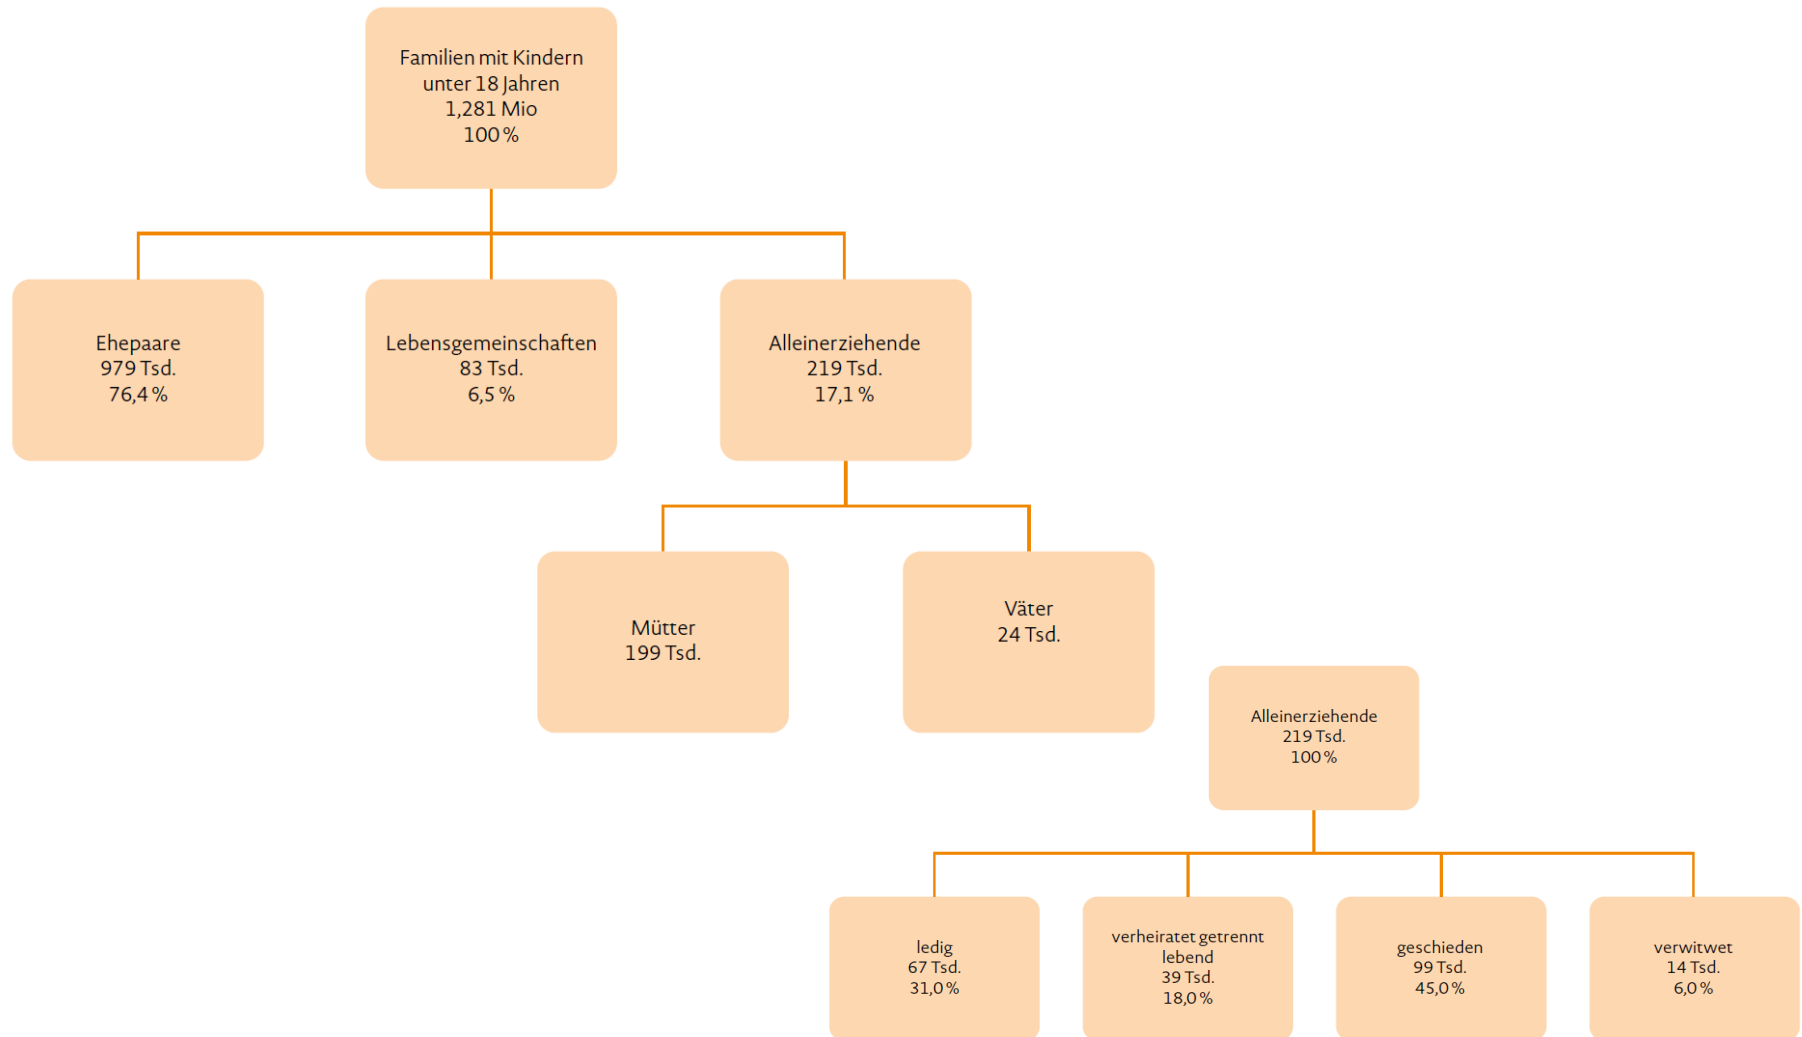 Familien mit Kindern
unter 18 Jahren
1,281 Mio
100 %
Ehepaare
979 Tsd.
76,4 %
Lebensgemeinschaften
83 Tsd.
6,5 %
Alleinerziehende
219 Tsd.
17,1 %
Mütter
199 Tsd.
Väter
24 Tsd.
Alleinerziehende
219 Tsd.
100 %
ledig
67 Tsd.
31,0 %
verheiratet getrennt
lebend
39 Tsd.
18,0 %
geschieden
99 Tsd.
45,0 %
verwitwet
14 Tsd.
6,0 %